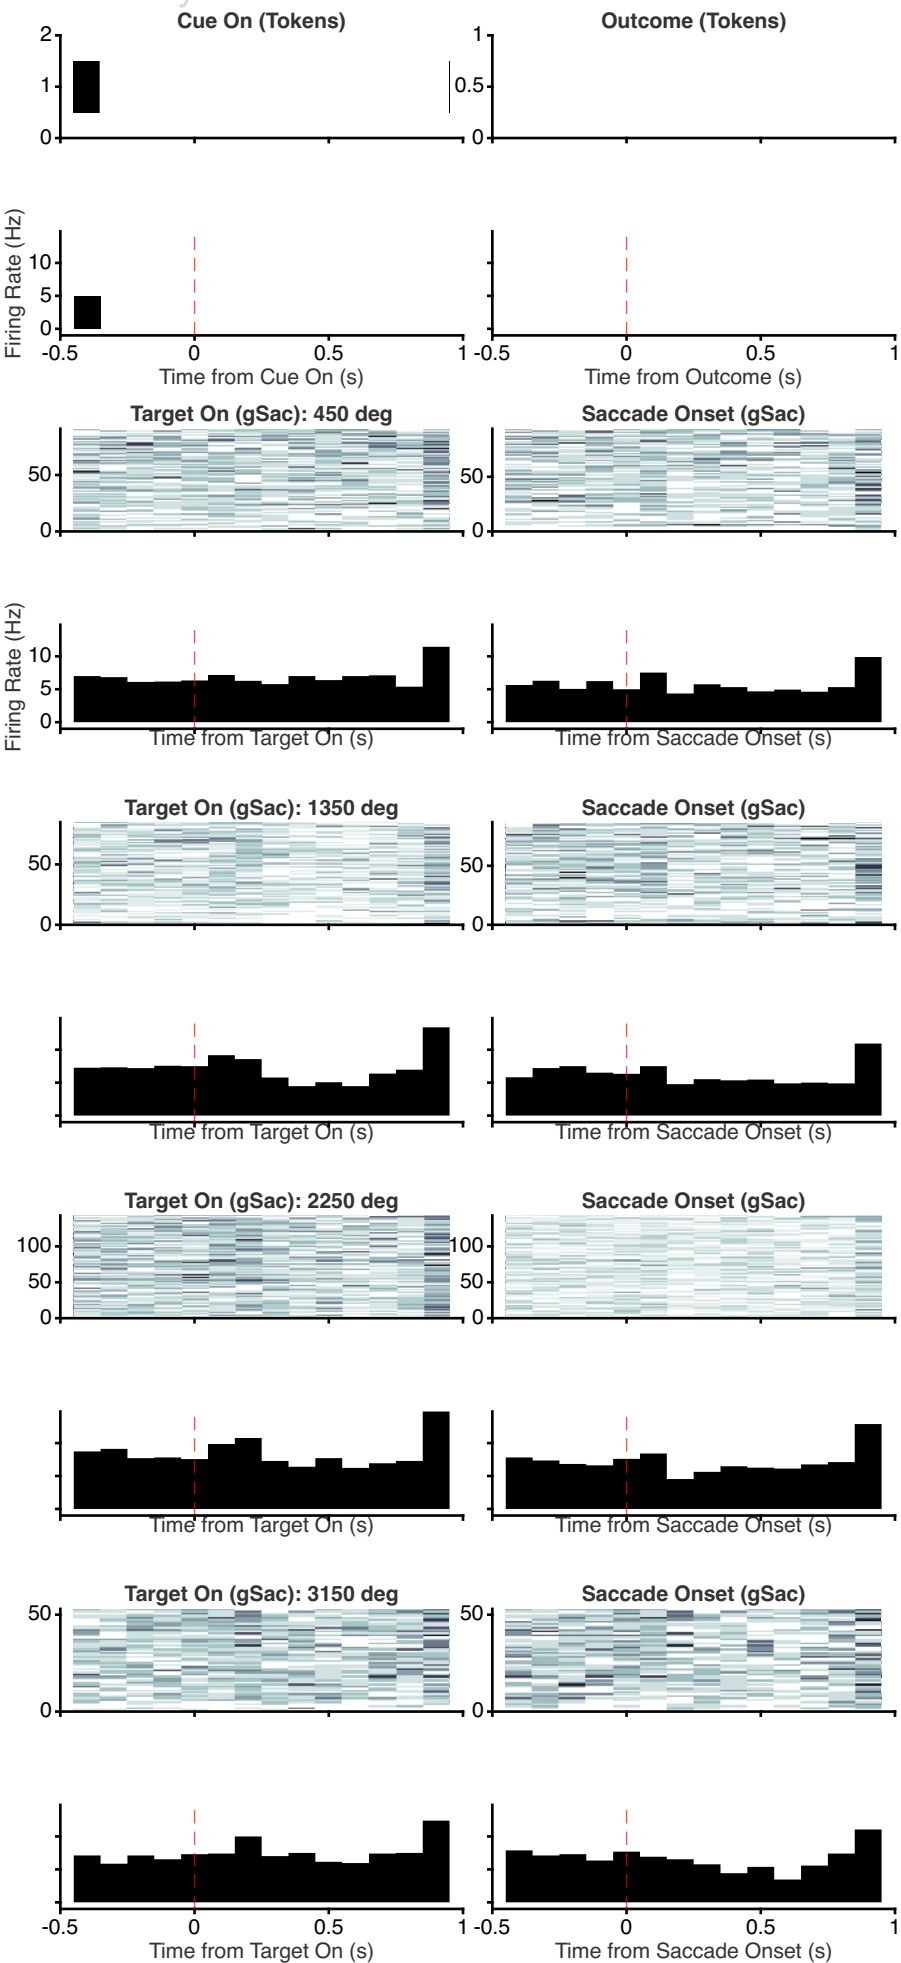 Cue On (Tokens)
Outcome (Tokens)
2
1
0
1
0.5
0
Firing Rate (Hz)
10
5
0
-0.5 0 0.5 1
-0.5 0 0.5 1
Time from Cue On (s)
Time from Outcome (s)
Target On (gSac): 450 deg
Saccade Onset (gSac)
50
0
50
0
Firing Rate (Hz)
10
5
0
Time from Target On (s)
Time from Saccade Onset (s)
Target On (gSac): 1350 deg
Saccade Onset (gSac)
50
0
50
0
Time from Target On (s)
Time from Saccade Onset (s)
Target On (gSac): 2250 deg
Saccade Onset (gSac)
100
50
0
100
50
0
Time from Target On (s)
Time from Saccade Onset (s)
Target On (gSac): 3150 deg
Saccade Onset (gSac)
50
0
50
0
-0.5 0 0.5 1
-0.5 0 0.5 1
Time from Target On (s)
Time from Saccade Onset (s)